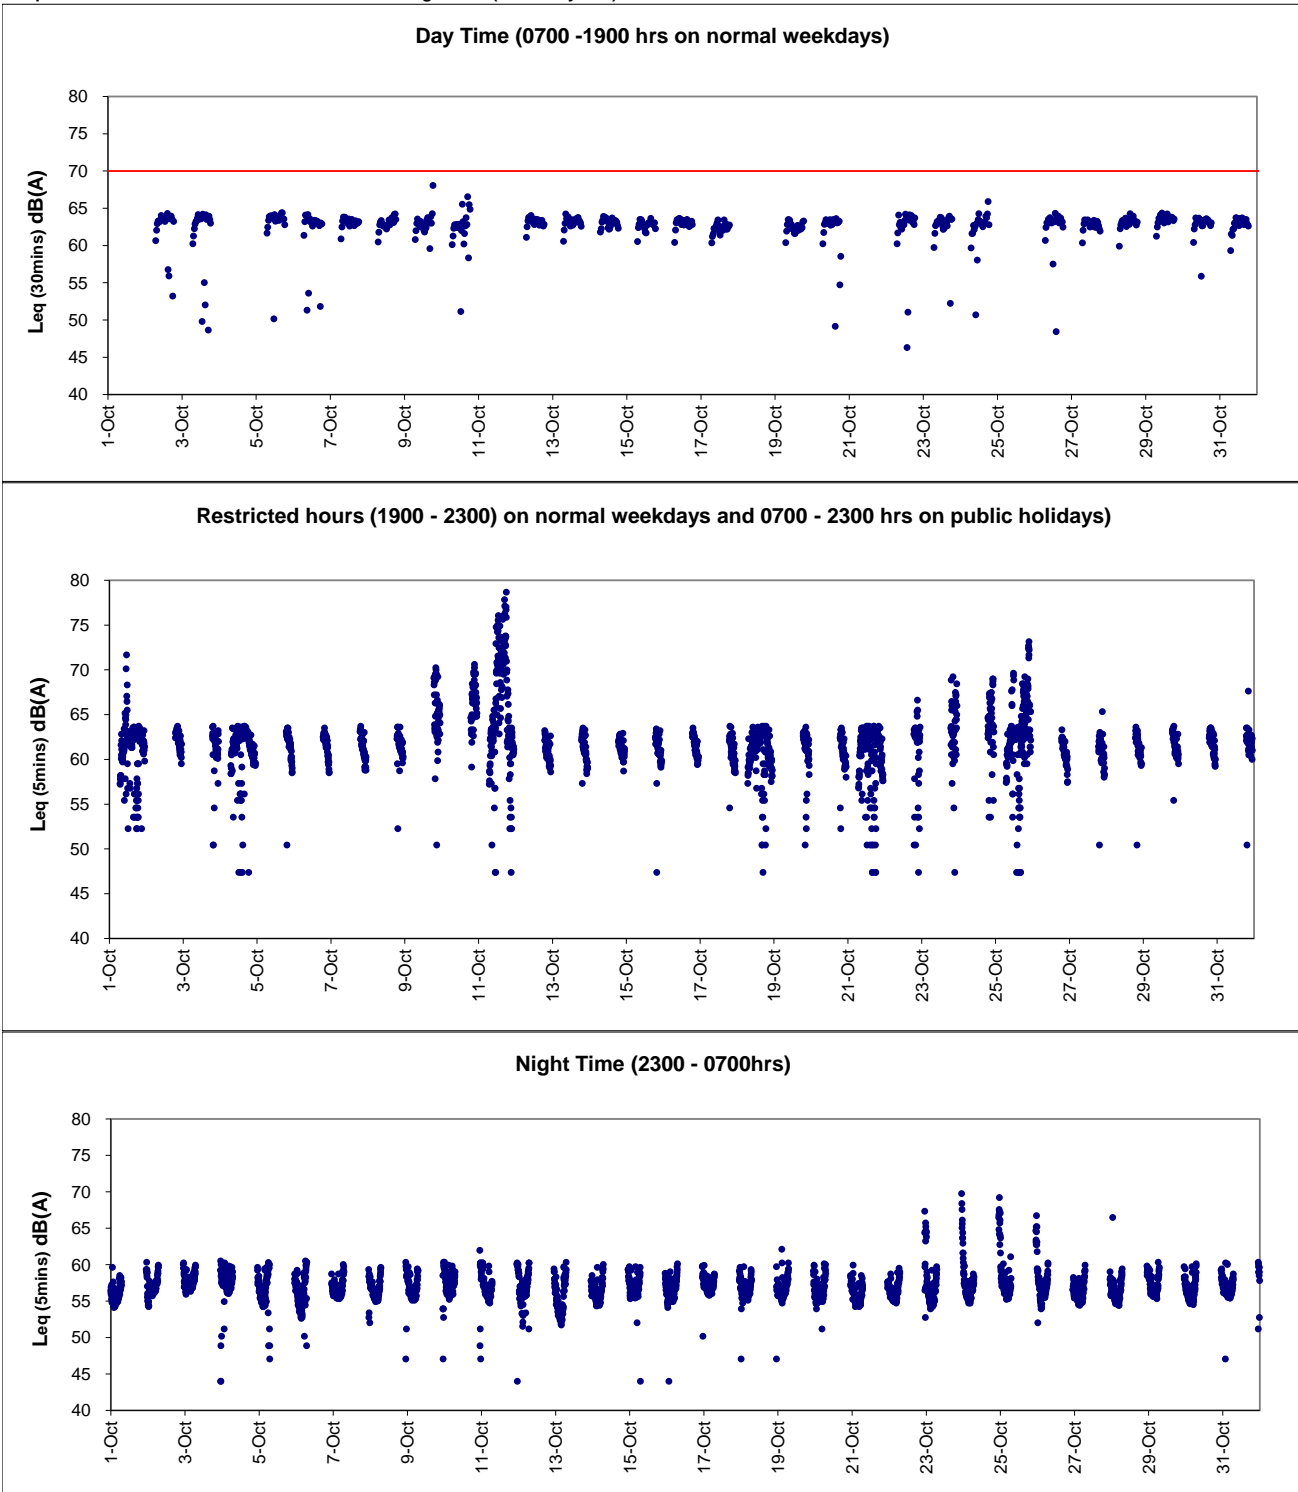 Day Time (0700 -1900 hrs on normal weekdays)
Leq (30mins) dB(A)
80
75
70
65
60
55
50
45
40
1-Oct
3-Oct
5-Oct
7-Oct
9-Oct
11-Oct
13-Oct
15-Oct
17-Oct
19-Oct
21-Oct
23-Oct
25-Oct
27-Oct
29-Oct
31-Oct
Restricted hours (1900 - 2300) on normal weekdays and 0700 - 2300 hrs on public holidays)
Leq (5mins) dB(A)
80
75
70
65
60
55
50
45
40
1-Oct
3-Oct
5-Oct
7-Oct
9-Oct
11-Oct
13-Oct
15-Oct
17-Oct
19-Oct
21-Oct
23-Oct
25-Oct
27-Oct
29-Oct
31-Oct
Night Time (2300 - 0700hrs)
Leq (5mins) dB(A)
80
75
70
65
60
55
50
45
40
1-Oct
3-Oct
5-Oct
7-Oct
9-Oct
11-Oct
13-Oct
15-Oct
17-Oct
19-Oct
21-Oct
23-Oct
25-Oct
27-Oct
29-Oct
31-Oct